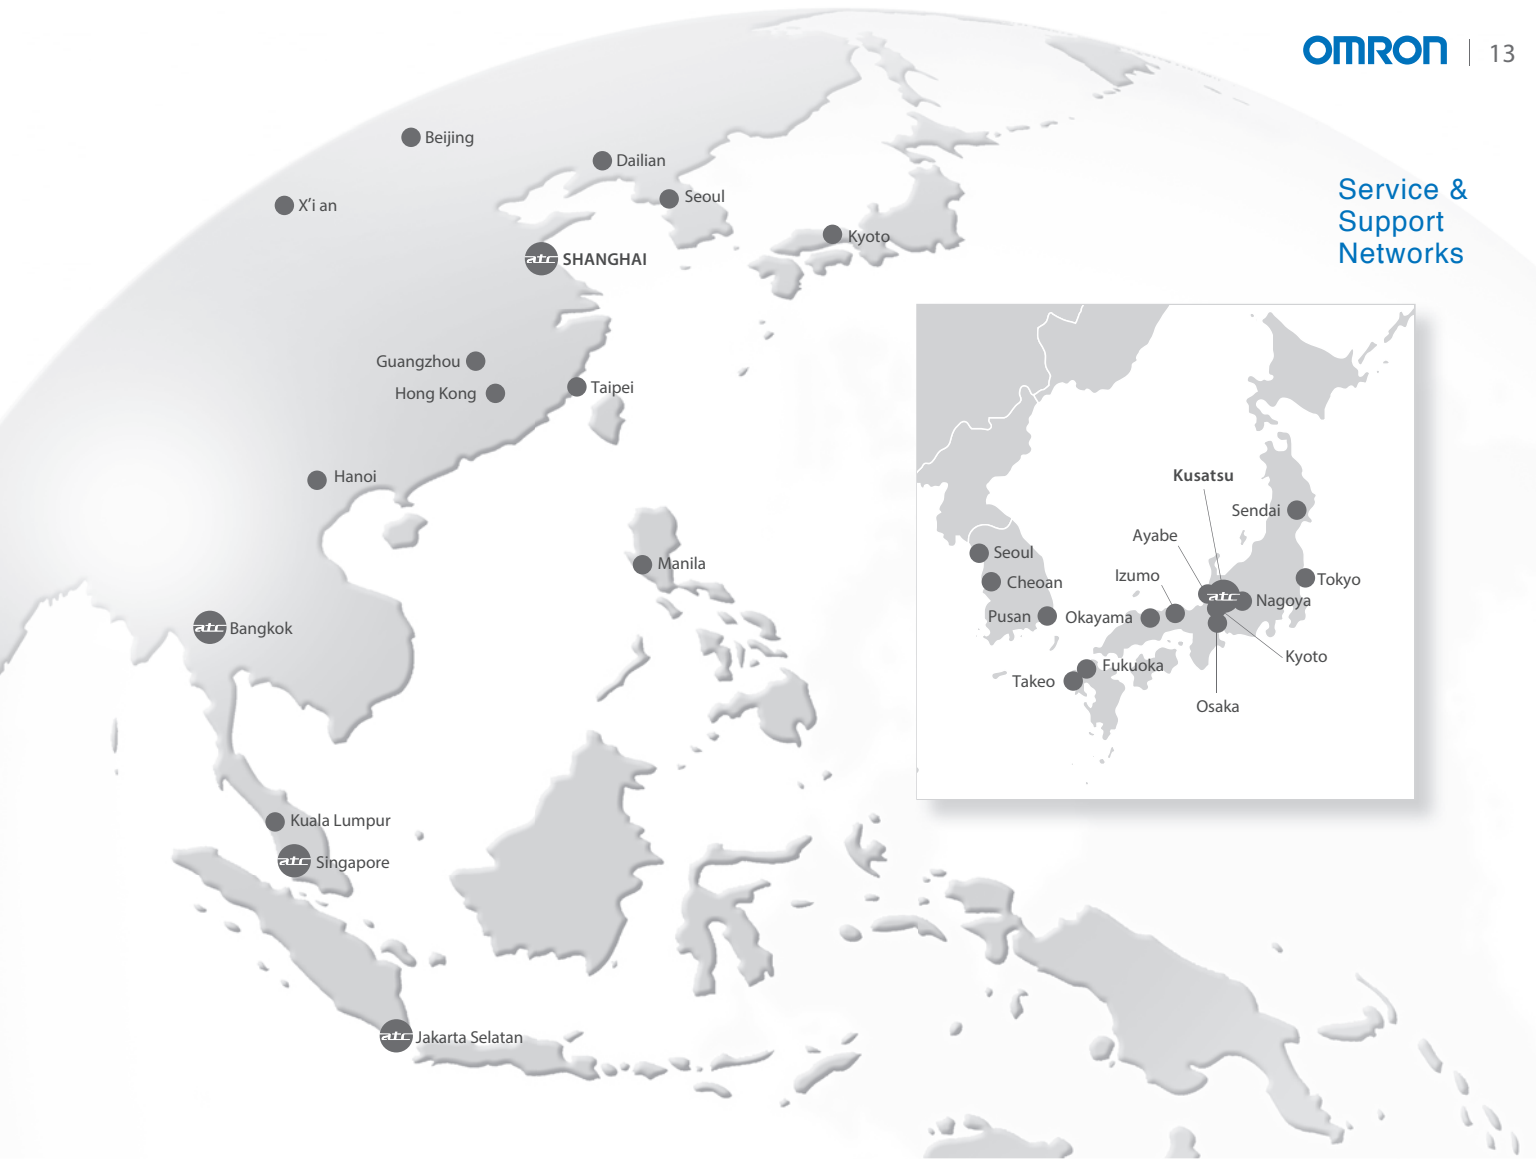 OMRON | 13
Service &
Support
Networks
Beijing
Dailian
X'i an
Seoul
Kyoto
atc SHANGHAI
Guangzhou
Hong Kong
Taipei
Hanoi
Manila
atc Bangkok
Kuala Lumpur
atc Singapore
atc Jakarta Selatan
Kusatsu
Sendai
Ayabe
Seoul
Izumo
Tokyo
Cheoan
atc
Nagoya
Pusan
Okayama
Kyoto
Fukuoka
Takeo
Osaka